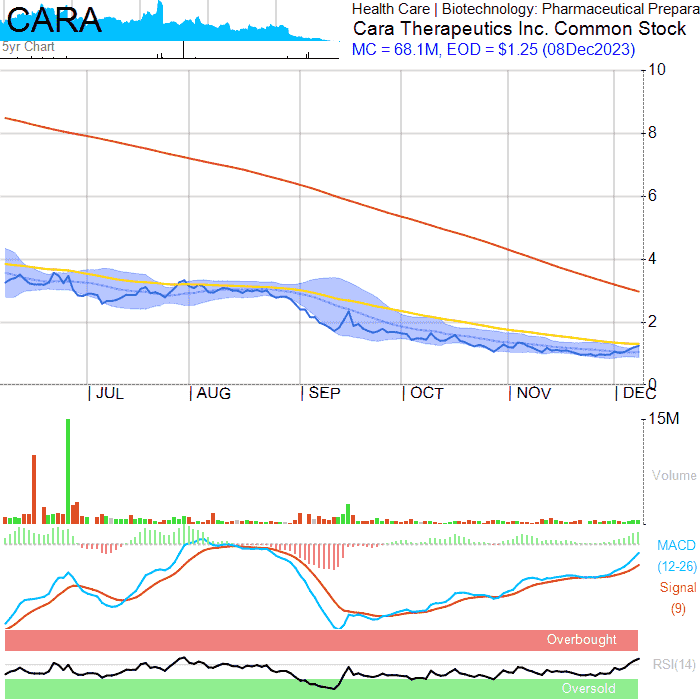 CARA
5yr Chart
Health Care | Biotechnology: Pharmaceutical Prepara
Cara Therapeutics Inc. Common Stock
MC = 68.1M, EOD = $1.25 (08Dec2023)
10
8
6
4
2
0
JUL AUG SEP OCT NOV DEC
15M
Volume
MACD
(12-26)
Signal
(9)
Overbought
RSI(14)
Oversold